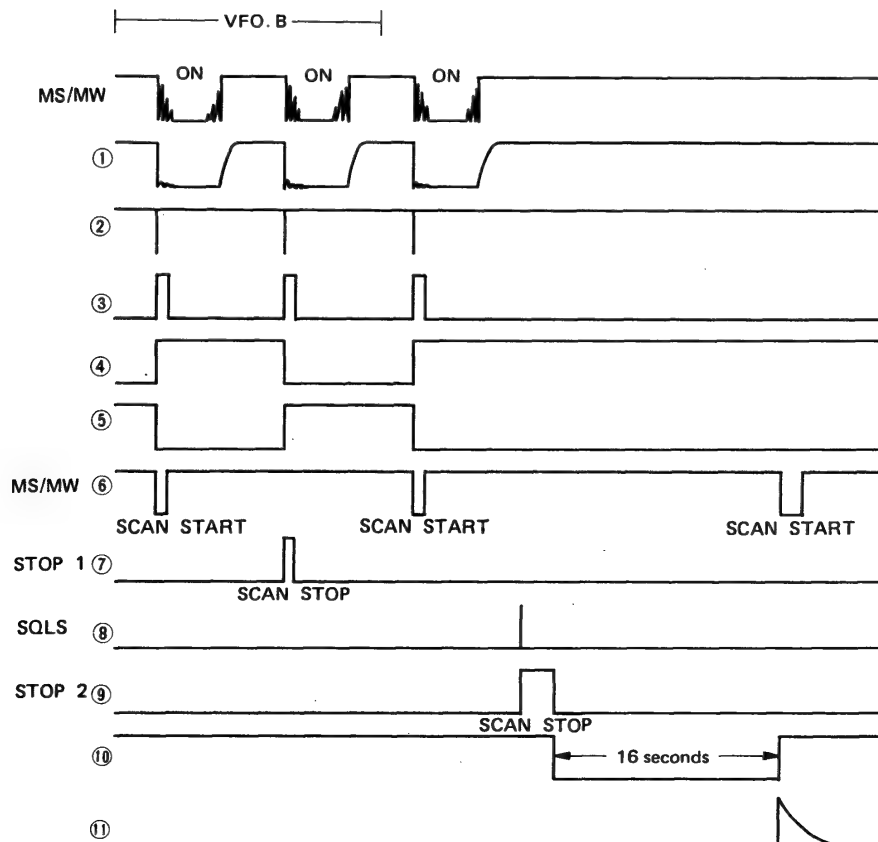 VFO. B
ON ON ON
MS/MW
①
②
③
④
⑤
MS/MW ⑥
SCAN START SCAN START SCAN START
STOP 1 ⑦
SCAN STOP
SQLS ⑧
STOP 2 ⑨
SCAN STOP
⑩ 16 seconds
⑪